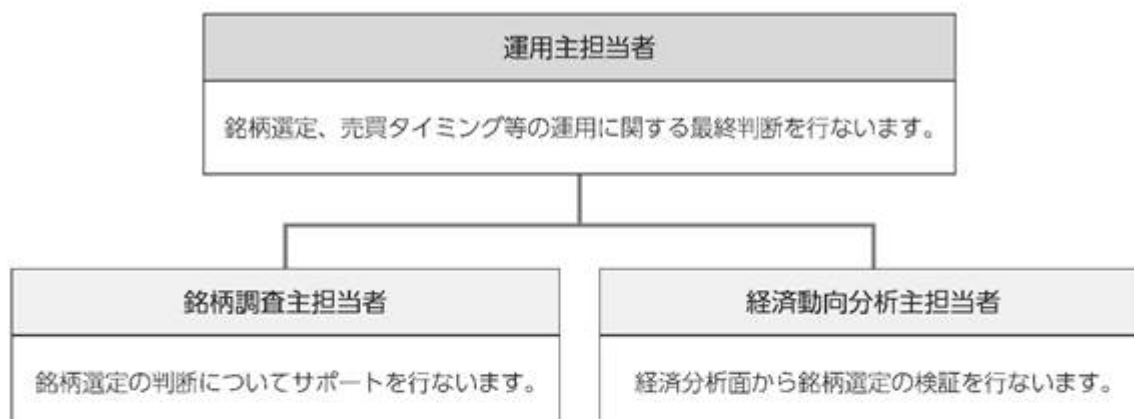 運用主担当者
銘柄選定、売買タイミング等の運用に関する最終判断を行ないます。
銘柄調査主担当者
銘柄選定の判断についてサポートを行ないます。
経済動向分析主担当者
経済分析面から銘柄選定の検証を行ないます。